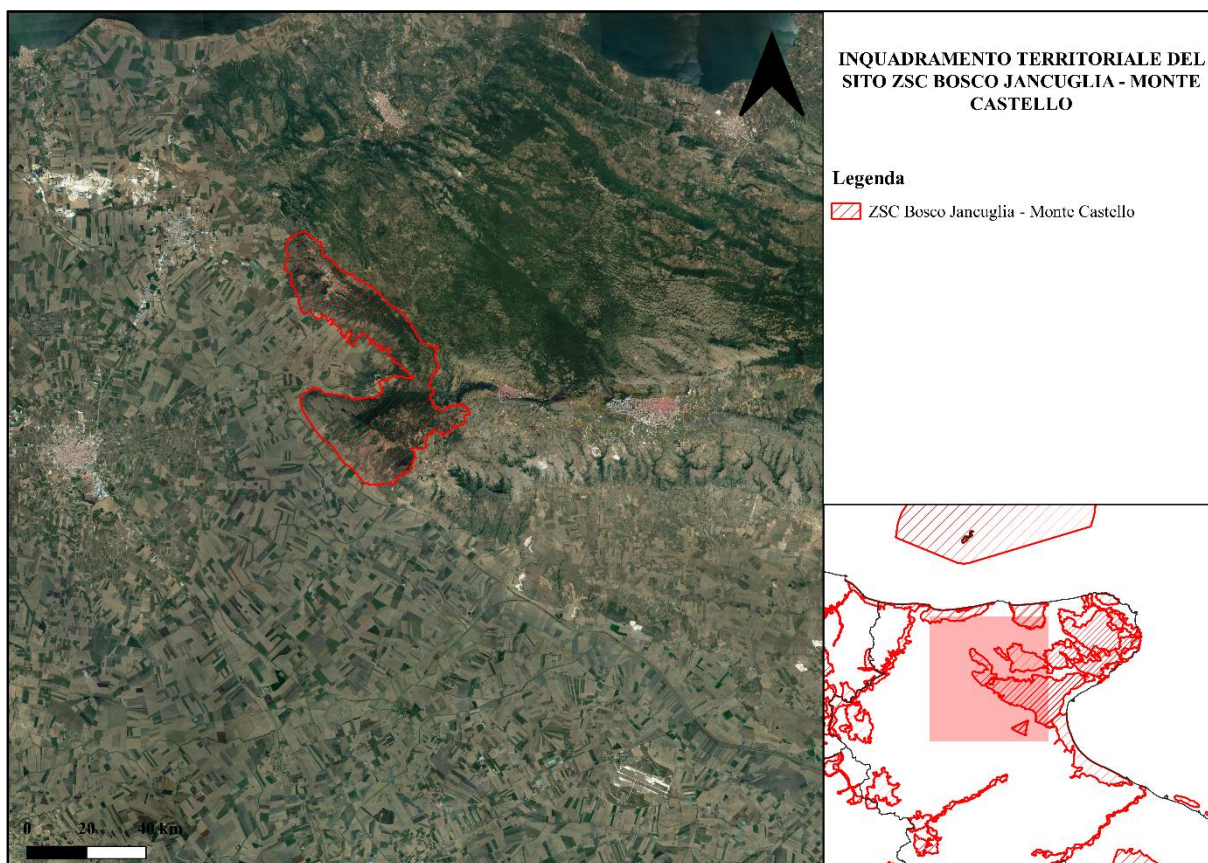 INQUADRAMENTO TERRITORIALE DEL
SITO ZSC BOSCO JANCUGLIA - MONTE
CASTELLO
Legenda
ZSC Bosco Jancuglia - Monte Castello
0 20 40 km